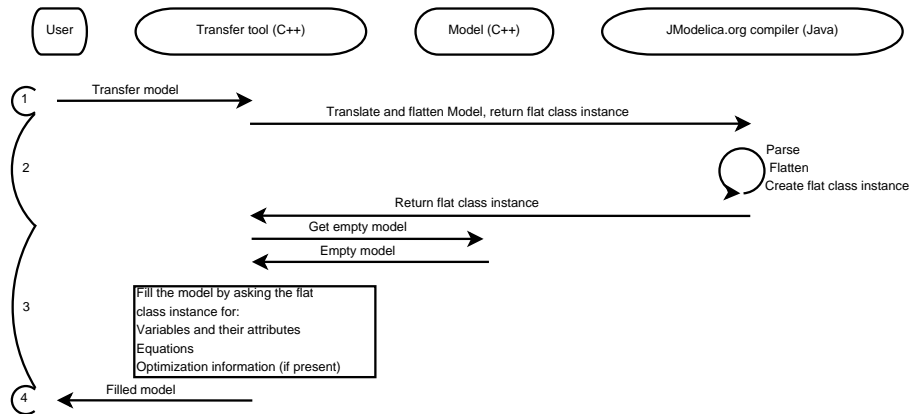 User
Transfer tool (C++)
Model (C++)
JModelica.org compiler (Java)
1
Transfer model
Translate and flatten Model, return flat class instance
2
Parse
Flatten
Create flat class instance
Return flat class instance
Get empty model
Empty model
3
Fill the model by asking the flat
class instance for:
Variables and their attributes
Equations
Optimization information (if present)
4
Filled model